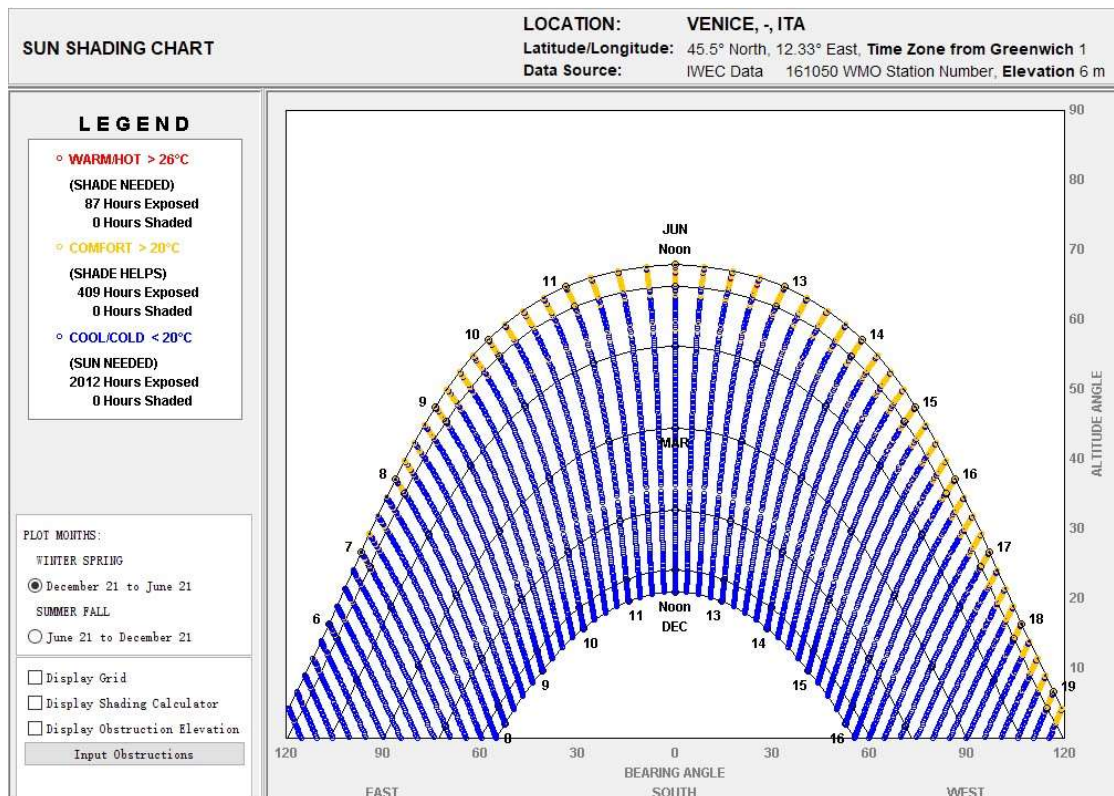 SUN SHADING CHART
LOCATION: VENICE, -, ITA
Latitude/Longitude: 45.5° North, 12.33° East, Time Zone from Greenwich 1
Data Source: IWEC Data 161050 WMO Station Number, Elevation 6 m
LEGEND
WARM/HOT > 26°C
(SHADE NEEDED)
87 Hours Exposed
0 Hours Shaded
COMFORT > 20°C
(SHADE HELPS)
409 Hours Exposed
0 Hours Shaded
COOL/COLD < 20°C
(SUN NEEDED)
2012 Hours Exposed
0 Hours Shaded
PLOT MONTHS:
WINTER SPRING
December 21 to June 21
SUMMER FALL
June 21 to December 21
Display Grid
Display Shading Calculator
Display Obstruction Elevation
Input Obstructions
90
80
70
60
50
40
30
20
10
ALTITUDE ANGLE
JUN
Noon
11 13
10 14
9 15
8 16
7 17
6 18
19
MAR
Noon
DEC
11 13
10 14
9 15
16
120 90 60 30 0 30 60 90 120
BEARING ANGLE
EAST SOUTH WEST